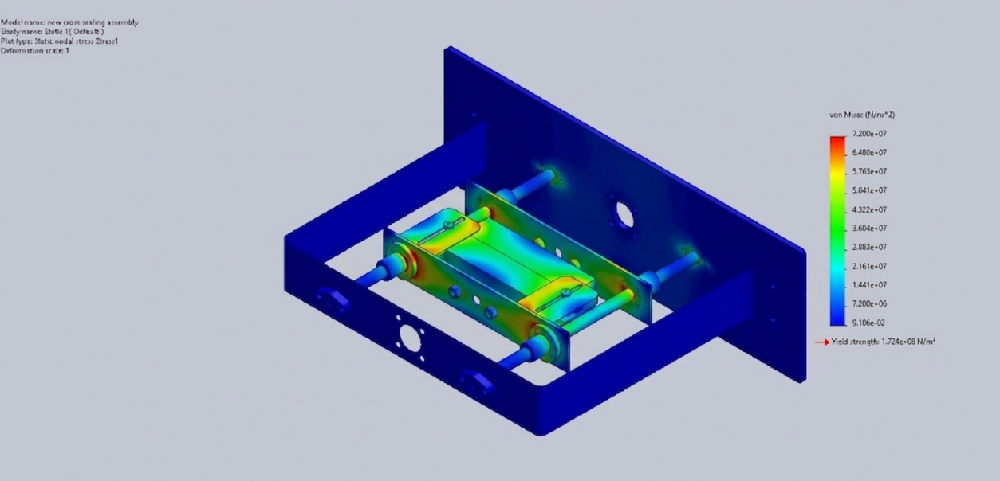 Model name: new cross sealing assembly
Static 1( Default )
Plot type: Static nodal stress Stress1
Deformation scale: 1
von Mises (N/m^2)
7.200e+07
6.480e+07
5.763e+07
5.041e+07
4.322e+07
3.604e+07
2.883e+07
2.161e+07
1.441e+07
7.200e+06
9.106e-02
Yield strength: 1.724e+08 N/m²